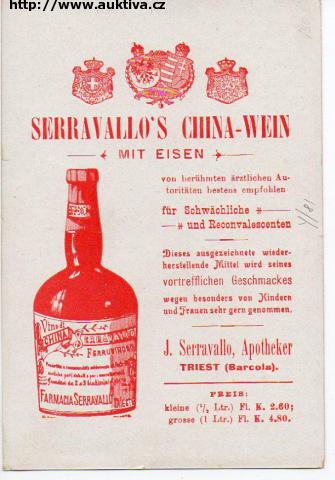 http://www.auktiva.cz
SERRAVALLO'S CHINA-WEIN
MIT EISEN
von berühmten ärztlichen Au-
toritäten bestens empfohlen
für Schwächliche
und Reconvalescenten
Dieses ausgezeichnete wieder-
herstellende Mittel wird seines
vortrefflichen Geschmackes
wegen besonders von Kindern
und Frauen sehr gern genommen.
J. Serravallo, Apotheker
TRIEST (Barcola).
PREIS:
kleine (½ Ltr.) Fl. K. 2.60;
grosse (1 Ltr.) Fl. K. 4.80.
Vino di
CHINA
SERRAVALLO
FERRUGINOSO
FARMACIA SERRAVALLO
TRIESTE